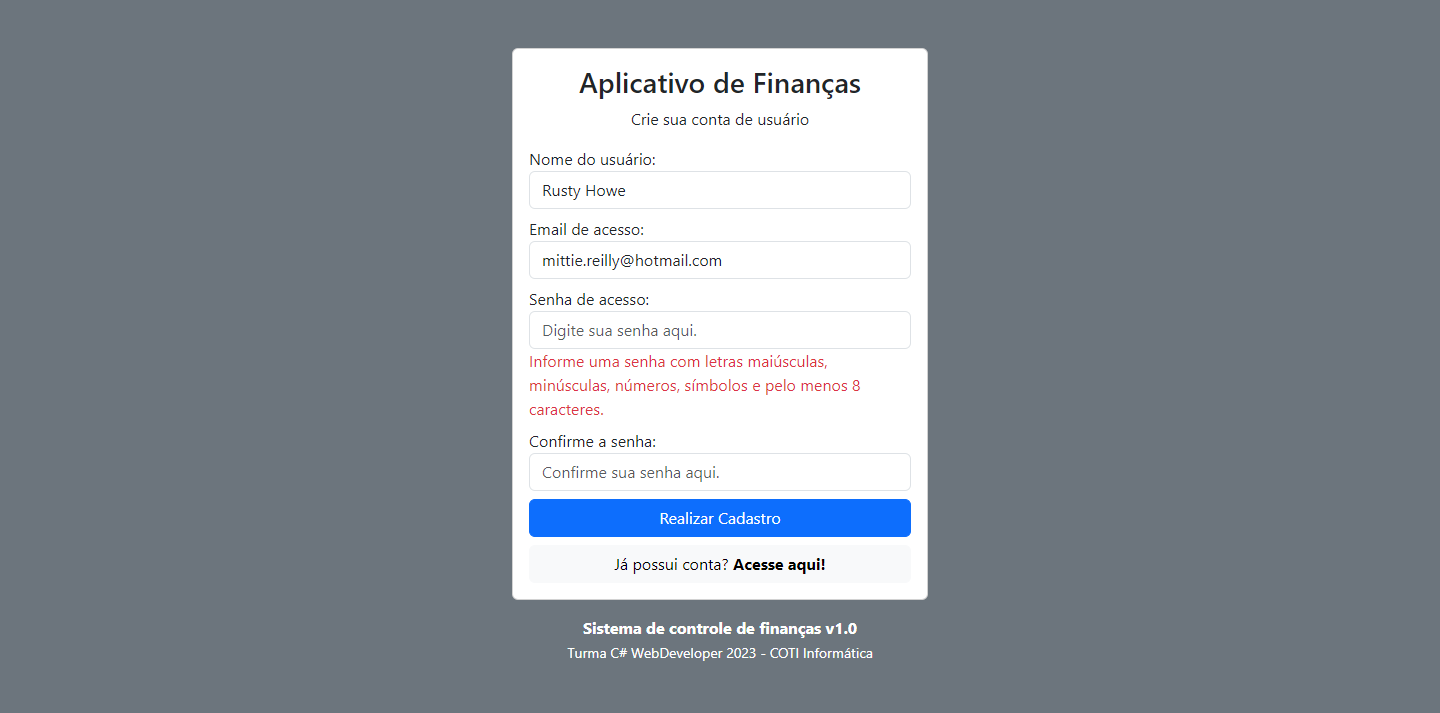 Aplicativo de Finanças
Crie sua conta de usuário
Nome do usuário:
Rusty Howe
Email de acesso:
mittie.reilly@hotmail.com
Senha de acesso:
Digite sua senha aqui.
Informe uma senha com letras maiúsculas,
minúsculas, números, símbolos e pelo menos 8
caracteres.
Confirme a senha:
Confirme sua senha aqui.
Realizar Cadastro
Já possui conta? Acesse aqui!
Sistema de controle de finanças v1.0
Turma C# WebDeveloper 2023 - COTI Informática